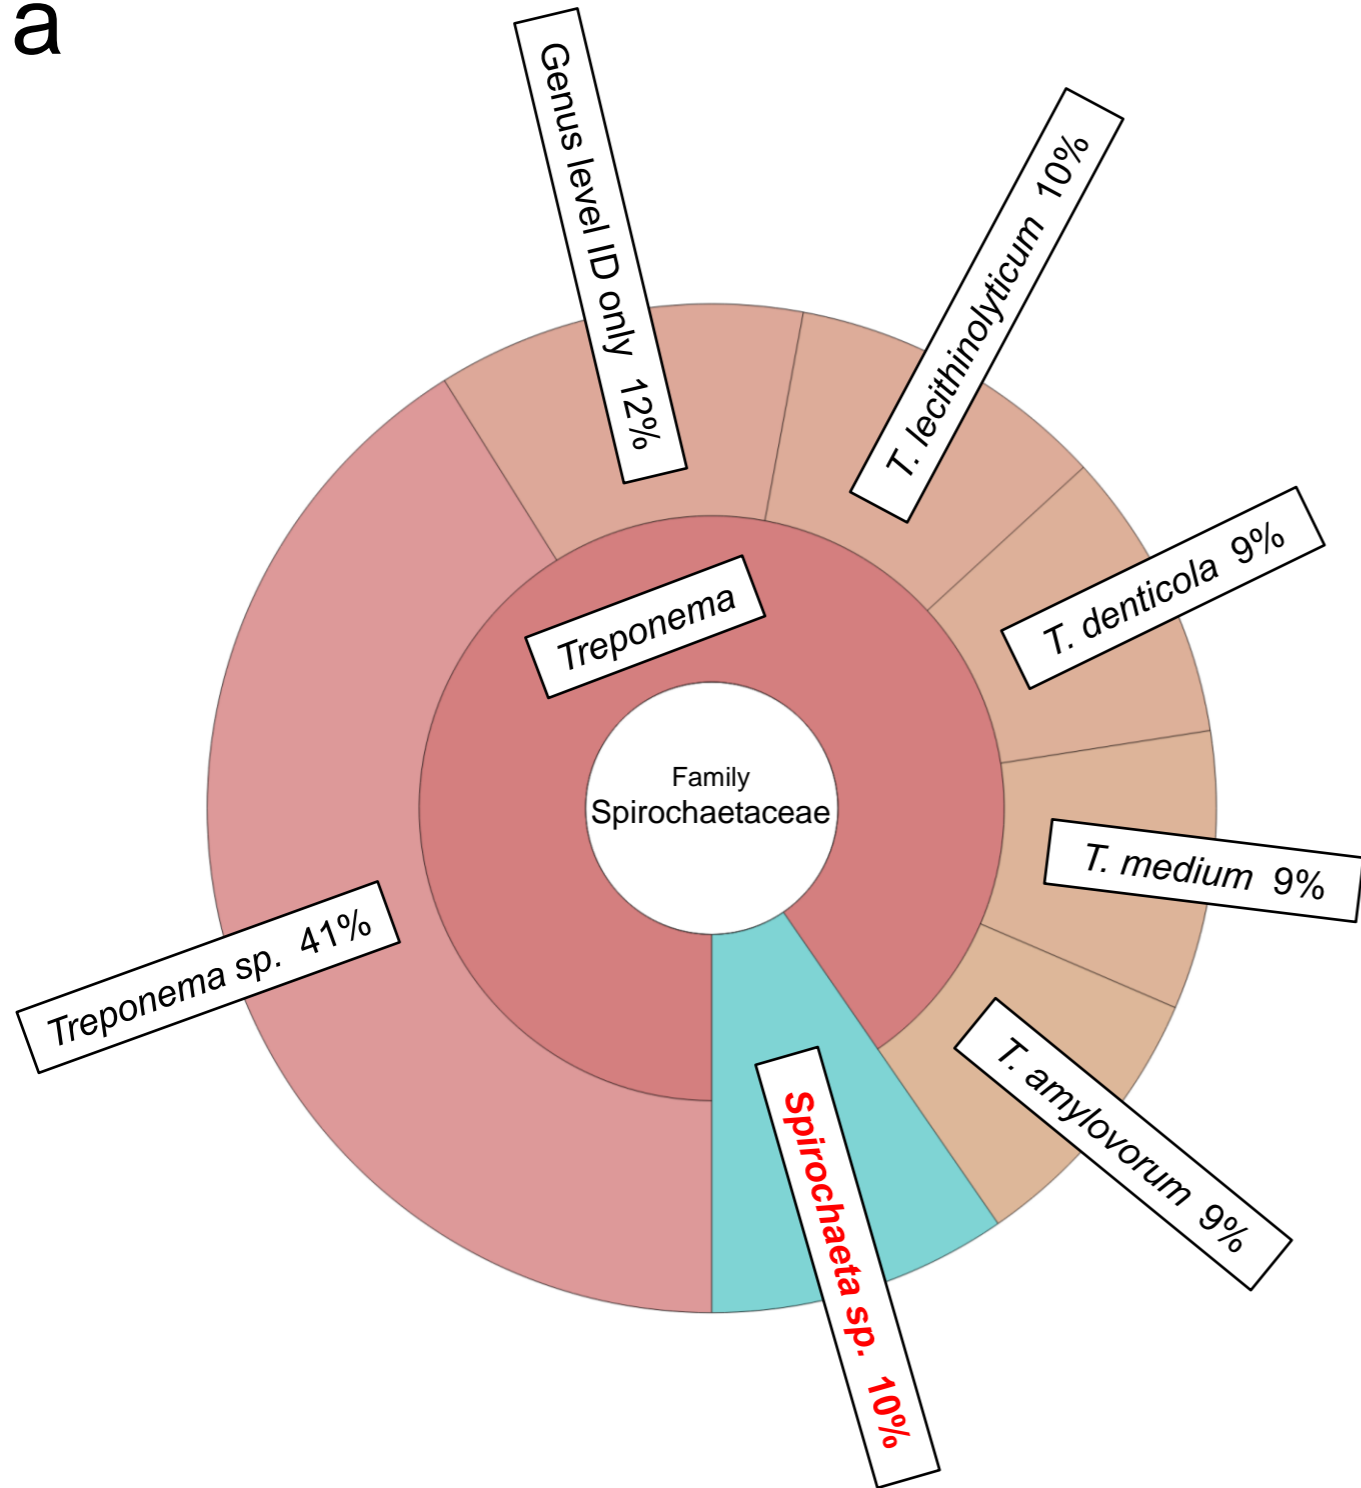 a
Genus level ID only 12%
T. lecithinolyticum 10%
T. denticola 9%
Treponema
Family
Spirochaetaceae
T. medium 9%
Treponema sp. 41%
T. amylovorum 9%
Spirochaeta sp. 10%